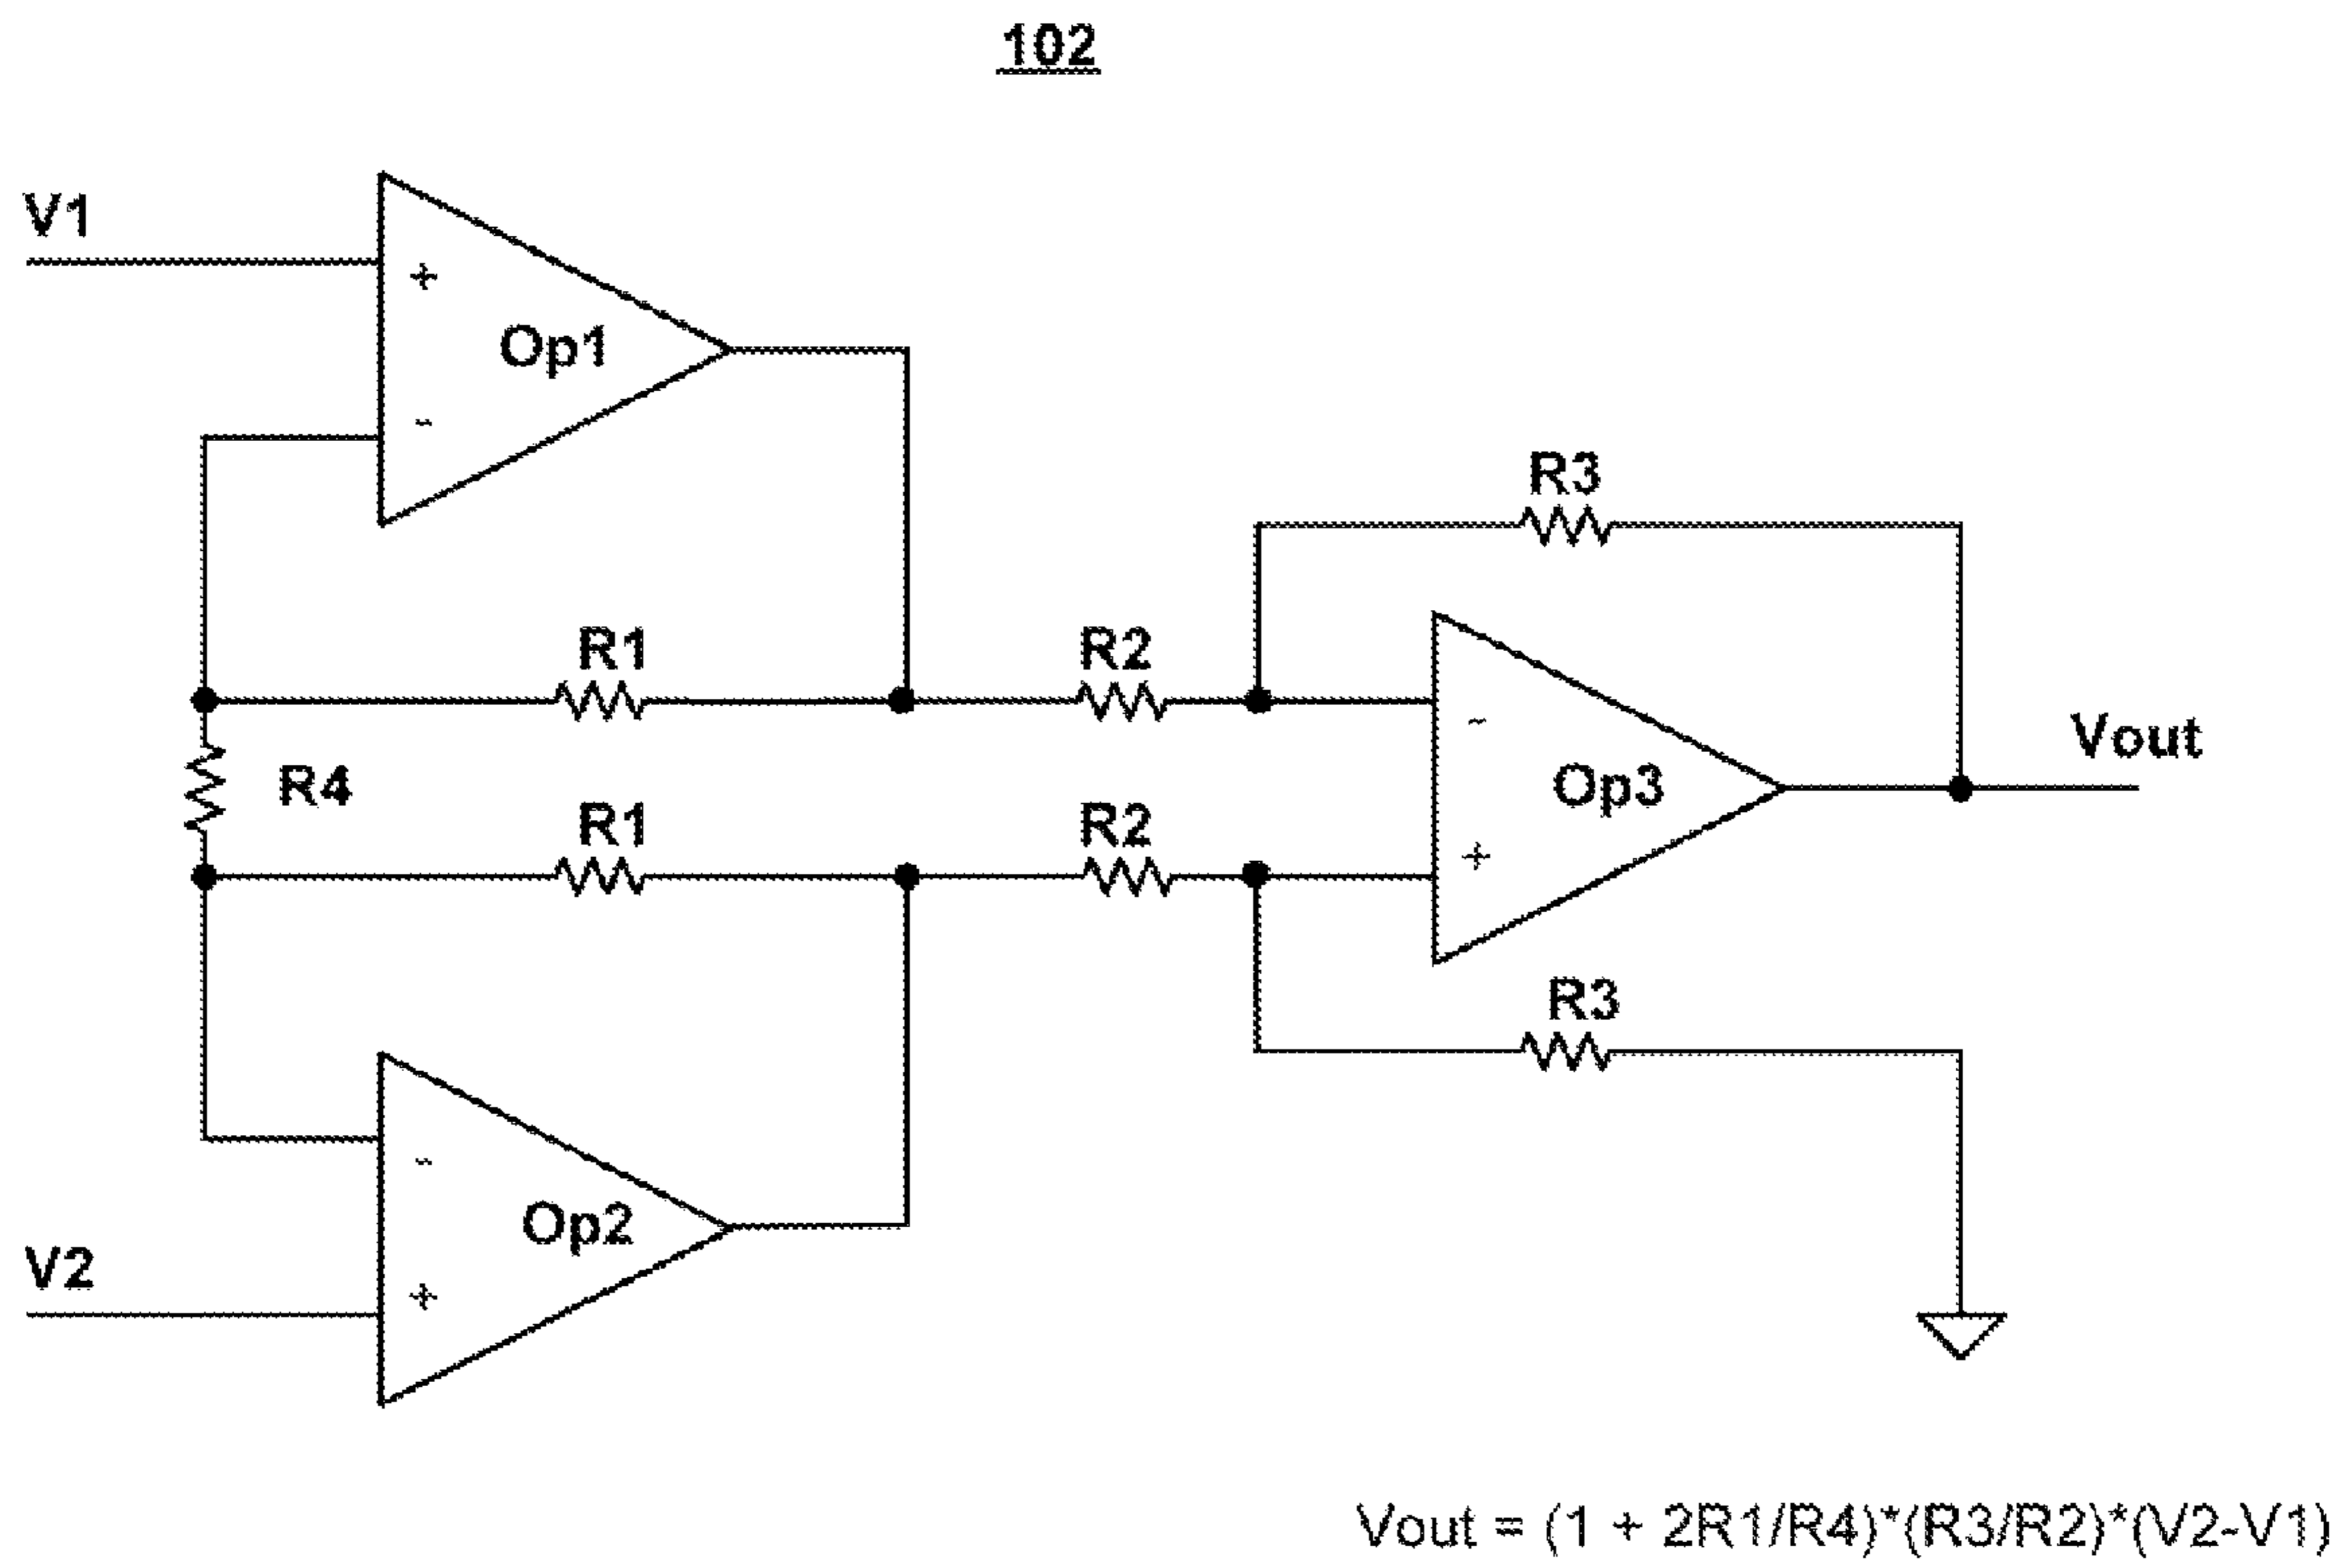 102
V1
+
Op1
-
R3
R1
R2
-
Vout
R4
Op3
R1
R2
+
R3
-
Op2
V2
+
Vout = (1 + 2R1/R4)*(R3/R2)*(V2-V1)